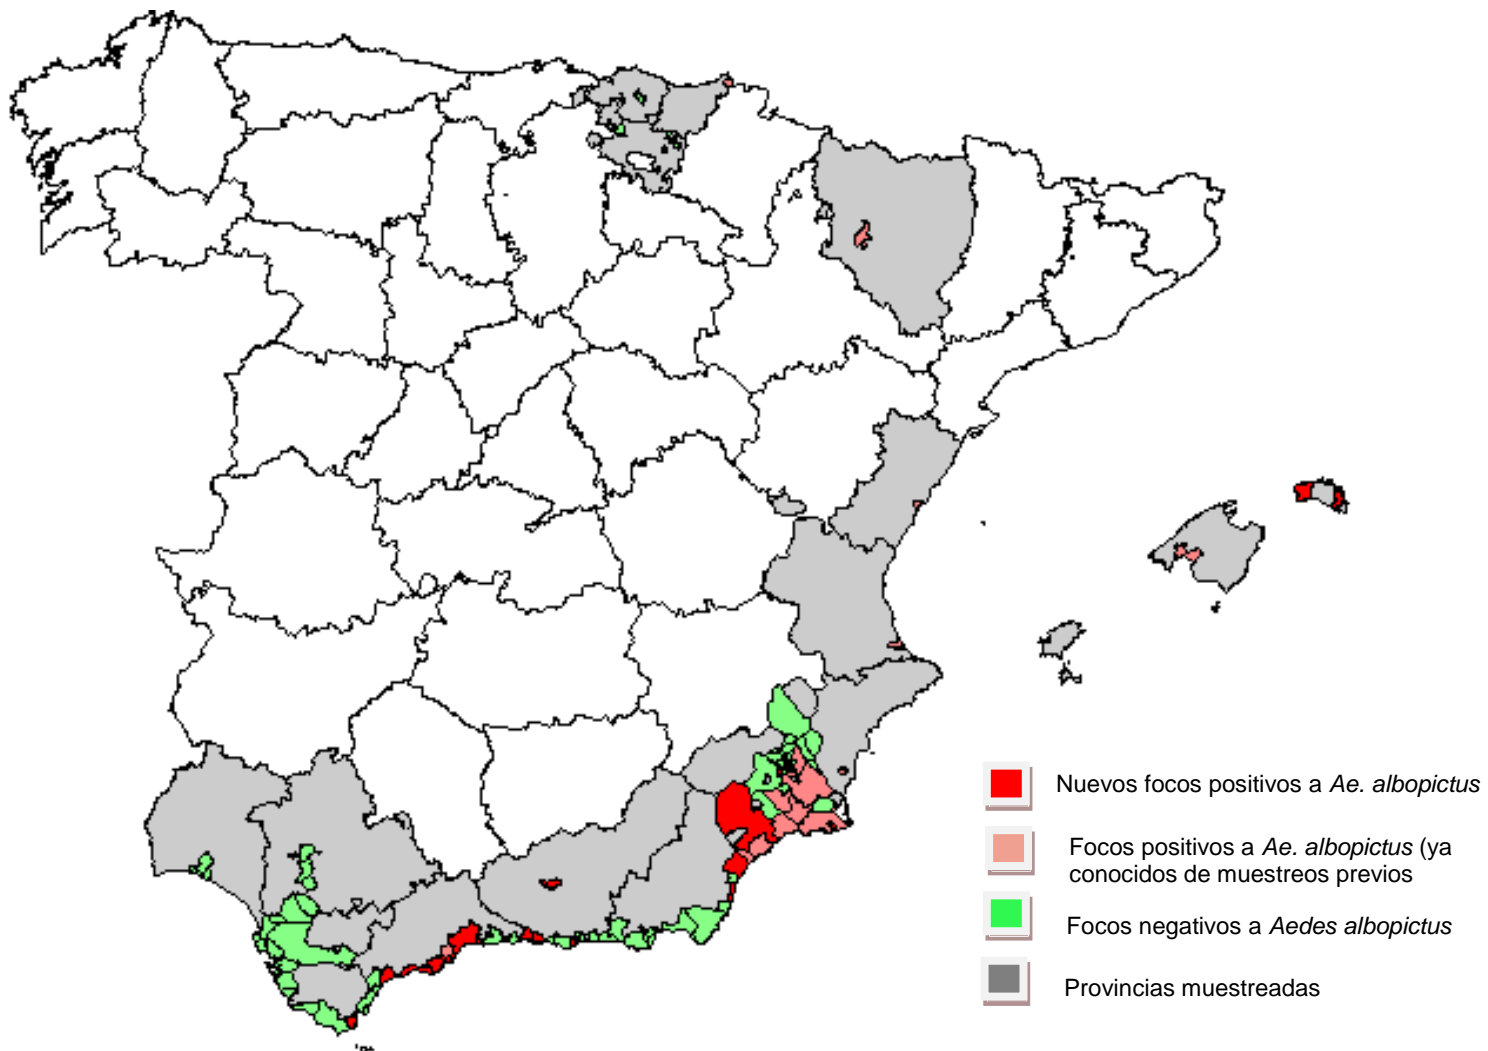 Nuevos focos positivos a Ae. albopictus
Focos positivos a Ae. albopictus (ya
conocidos de muestreos previos
Focos negativos a Aedes albopictus
Provincias muestreadas